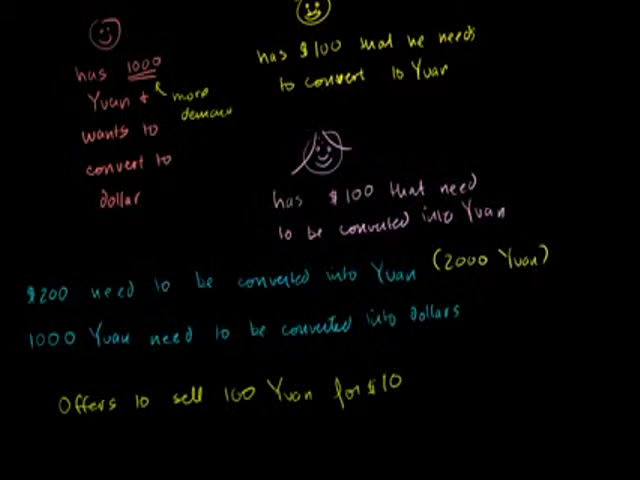 has 1000
Yuan +
wants to
convert to
dollar
more
demand
has $100 that he needs
to convert to Yuan
has $100 that need
to be converted into Yuan
$200 need to be converted into Yuan (2000 Yuan)
1000 Yuan need to be converted into dollars
Offers to sell 100 Yuan for $10